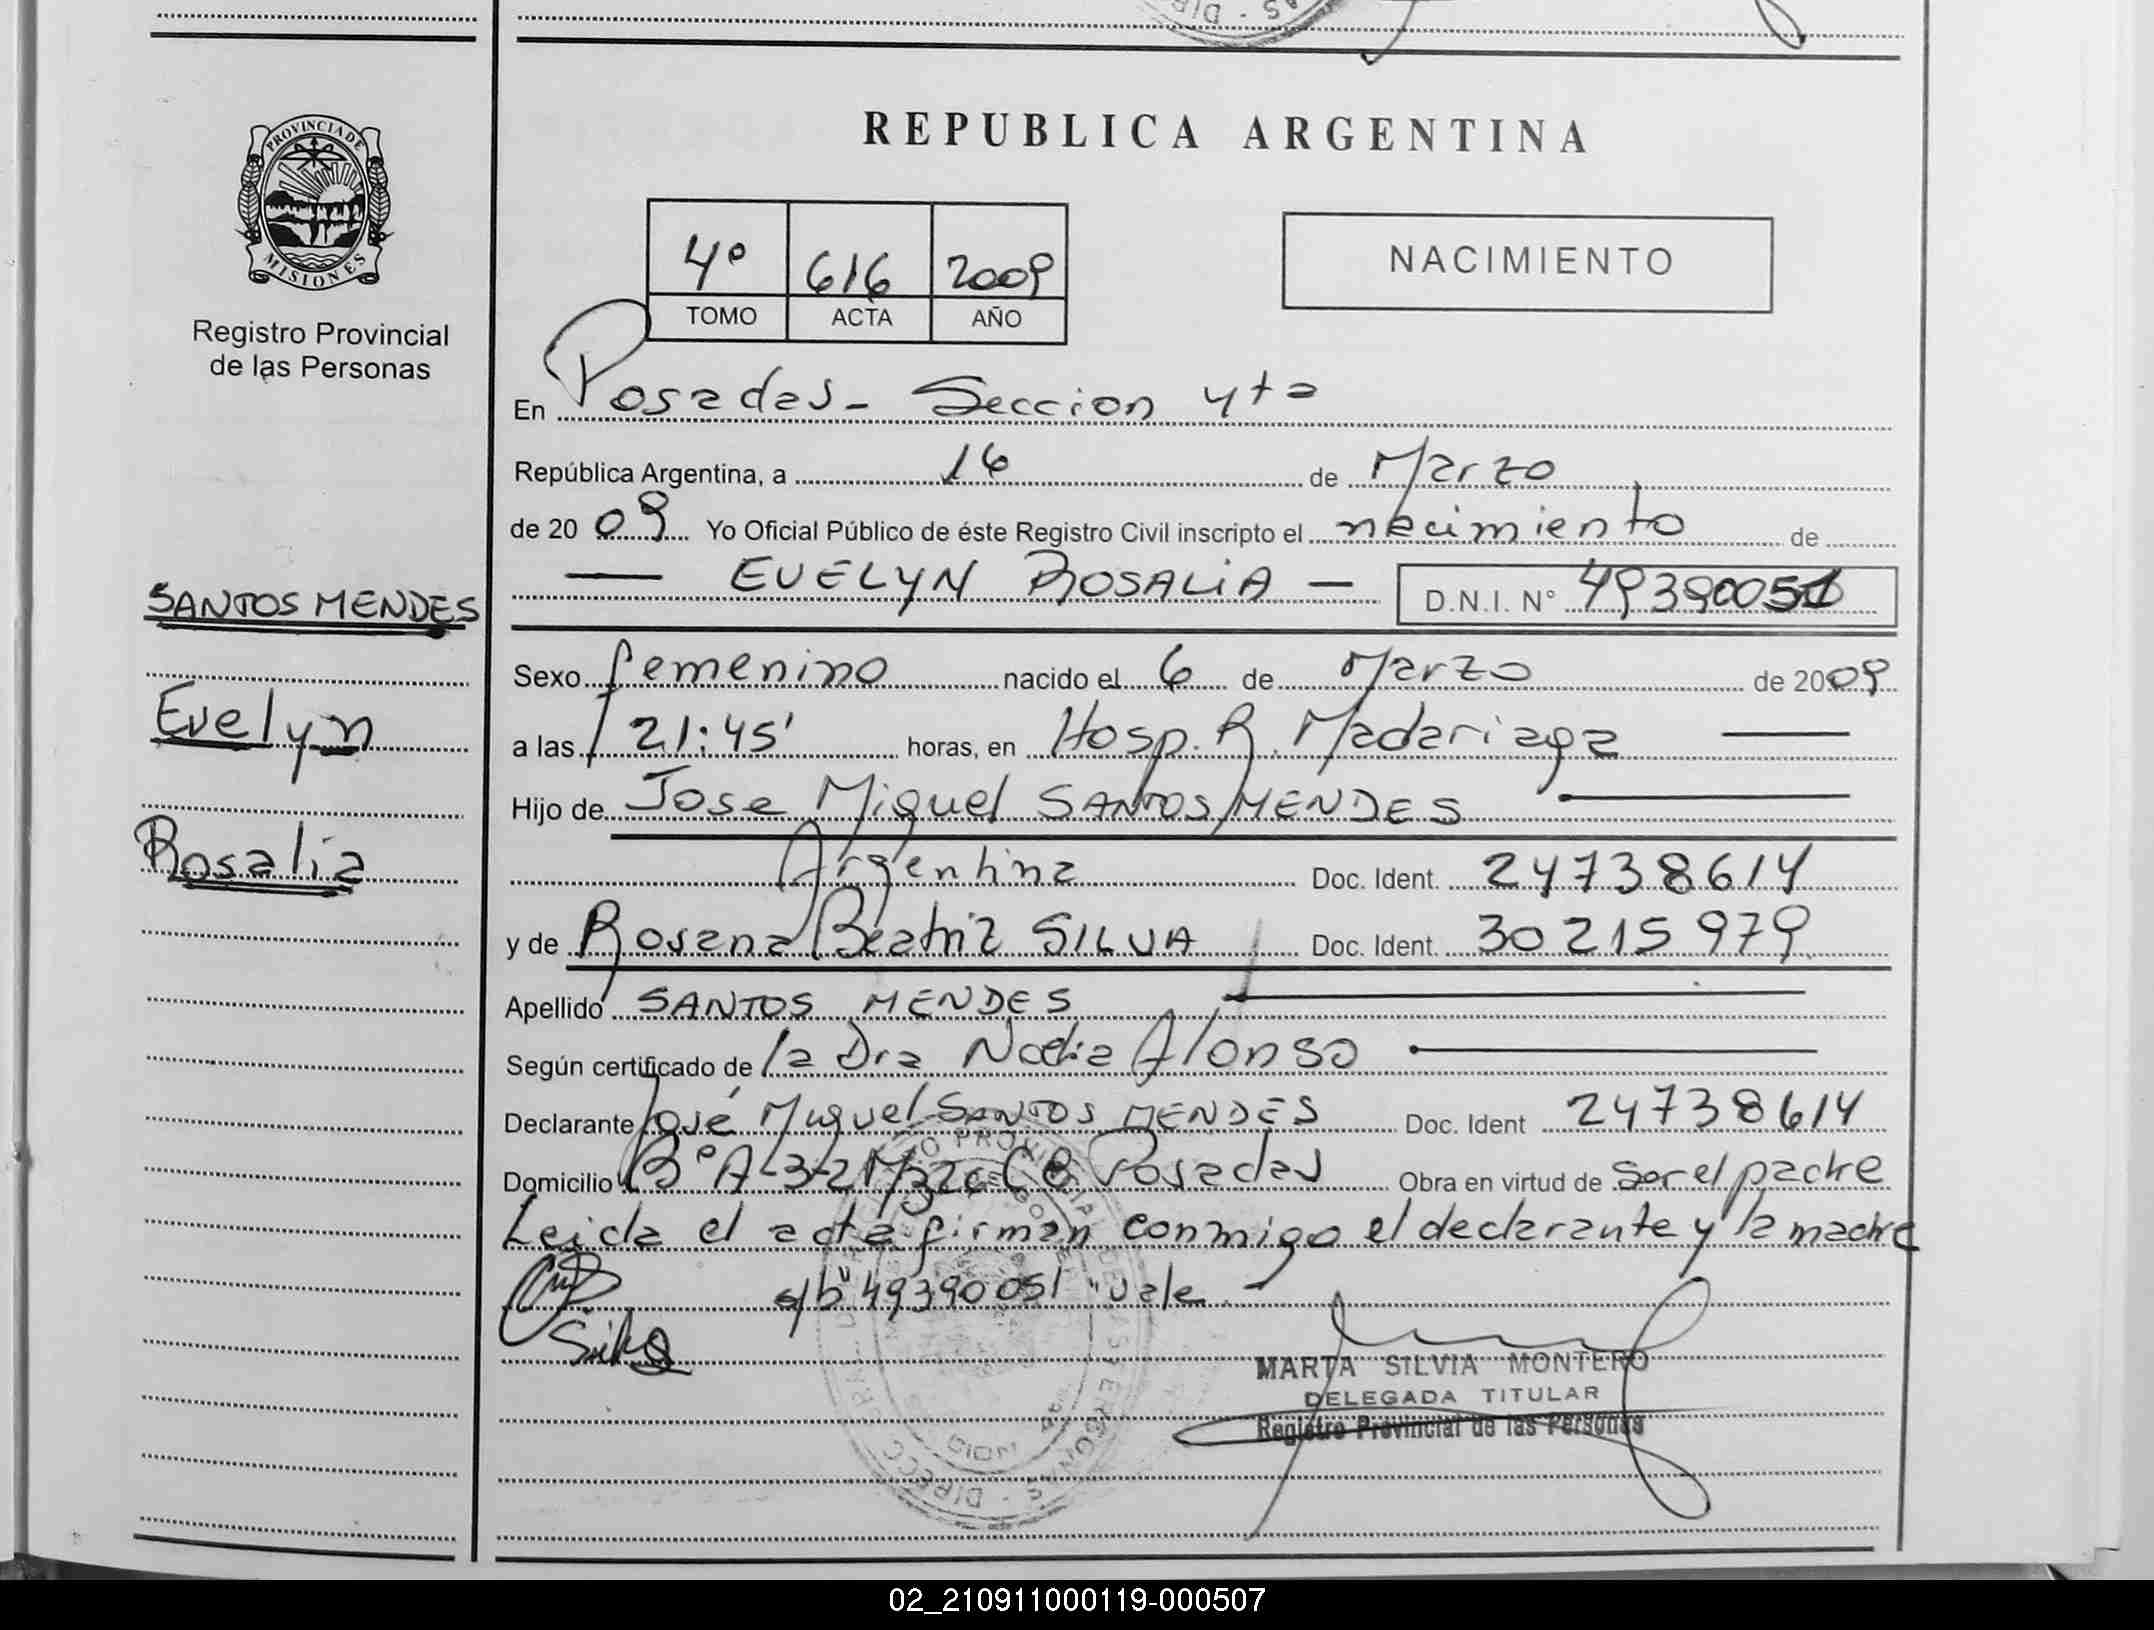 PROVINCIA DE
MISIONES
Registro Provincial
de las Personas
SANTOS MENDES
Evelyn
Rosalia
REPUBLICA ARGENTINA
4º 616 2009
TOMO ACTA AÑO
NACIMIENTO
En Posadas - Seccion 4ta
República Argentina, a 16 de Marzo
de 2009 Yo Oficial Público de éste Registro Civil inscripto el nacimiento de
— EVELYN ROSALIA — D.N.I. N° 49390051
Sexo femenino nacido el 6 de Marzo de 2009
a las 21:45' horas, en Hosp. R. Madariaga —
Hijo de Jose Miguel SANTOS MENDES —
Argentina Doc. Ident. 24738614
y de Rosana Beatriz SILVA Doc. Ident. 30215979
Apellido SANTOS MENDES —
Según certificado de la Dra Nadia Alonso —
Declarante José Miguel SANTOS MENDES Doc. Ident 24738614
Domicilio Bº A-3-2 Posadas Obra en virtud de ser el padre
Leida el acta firman conmigo el declarante y la madre
s/b "49390051" vale -
Silva
MARTA SILVIA MONTERO
DELEGADA TITULAR
Registro Provincial de las Personas
02_210911000119-000507